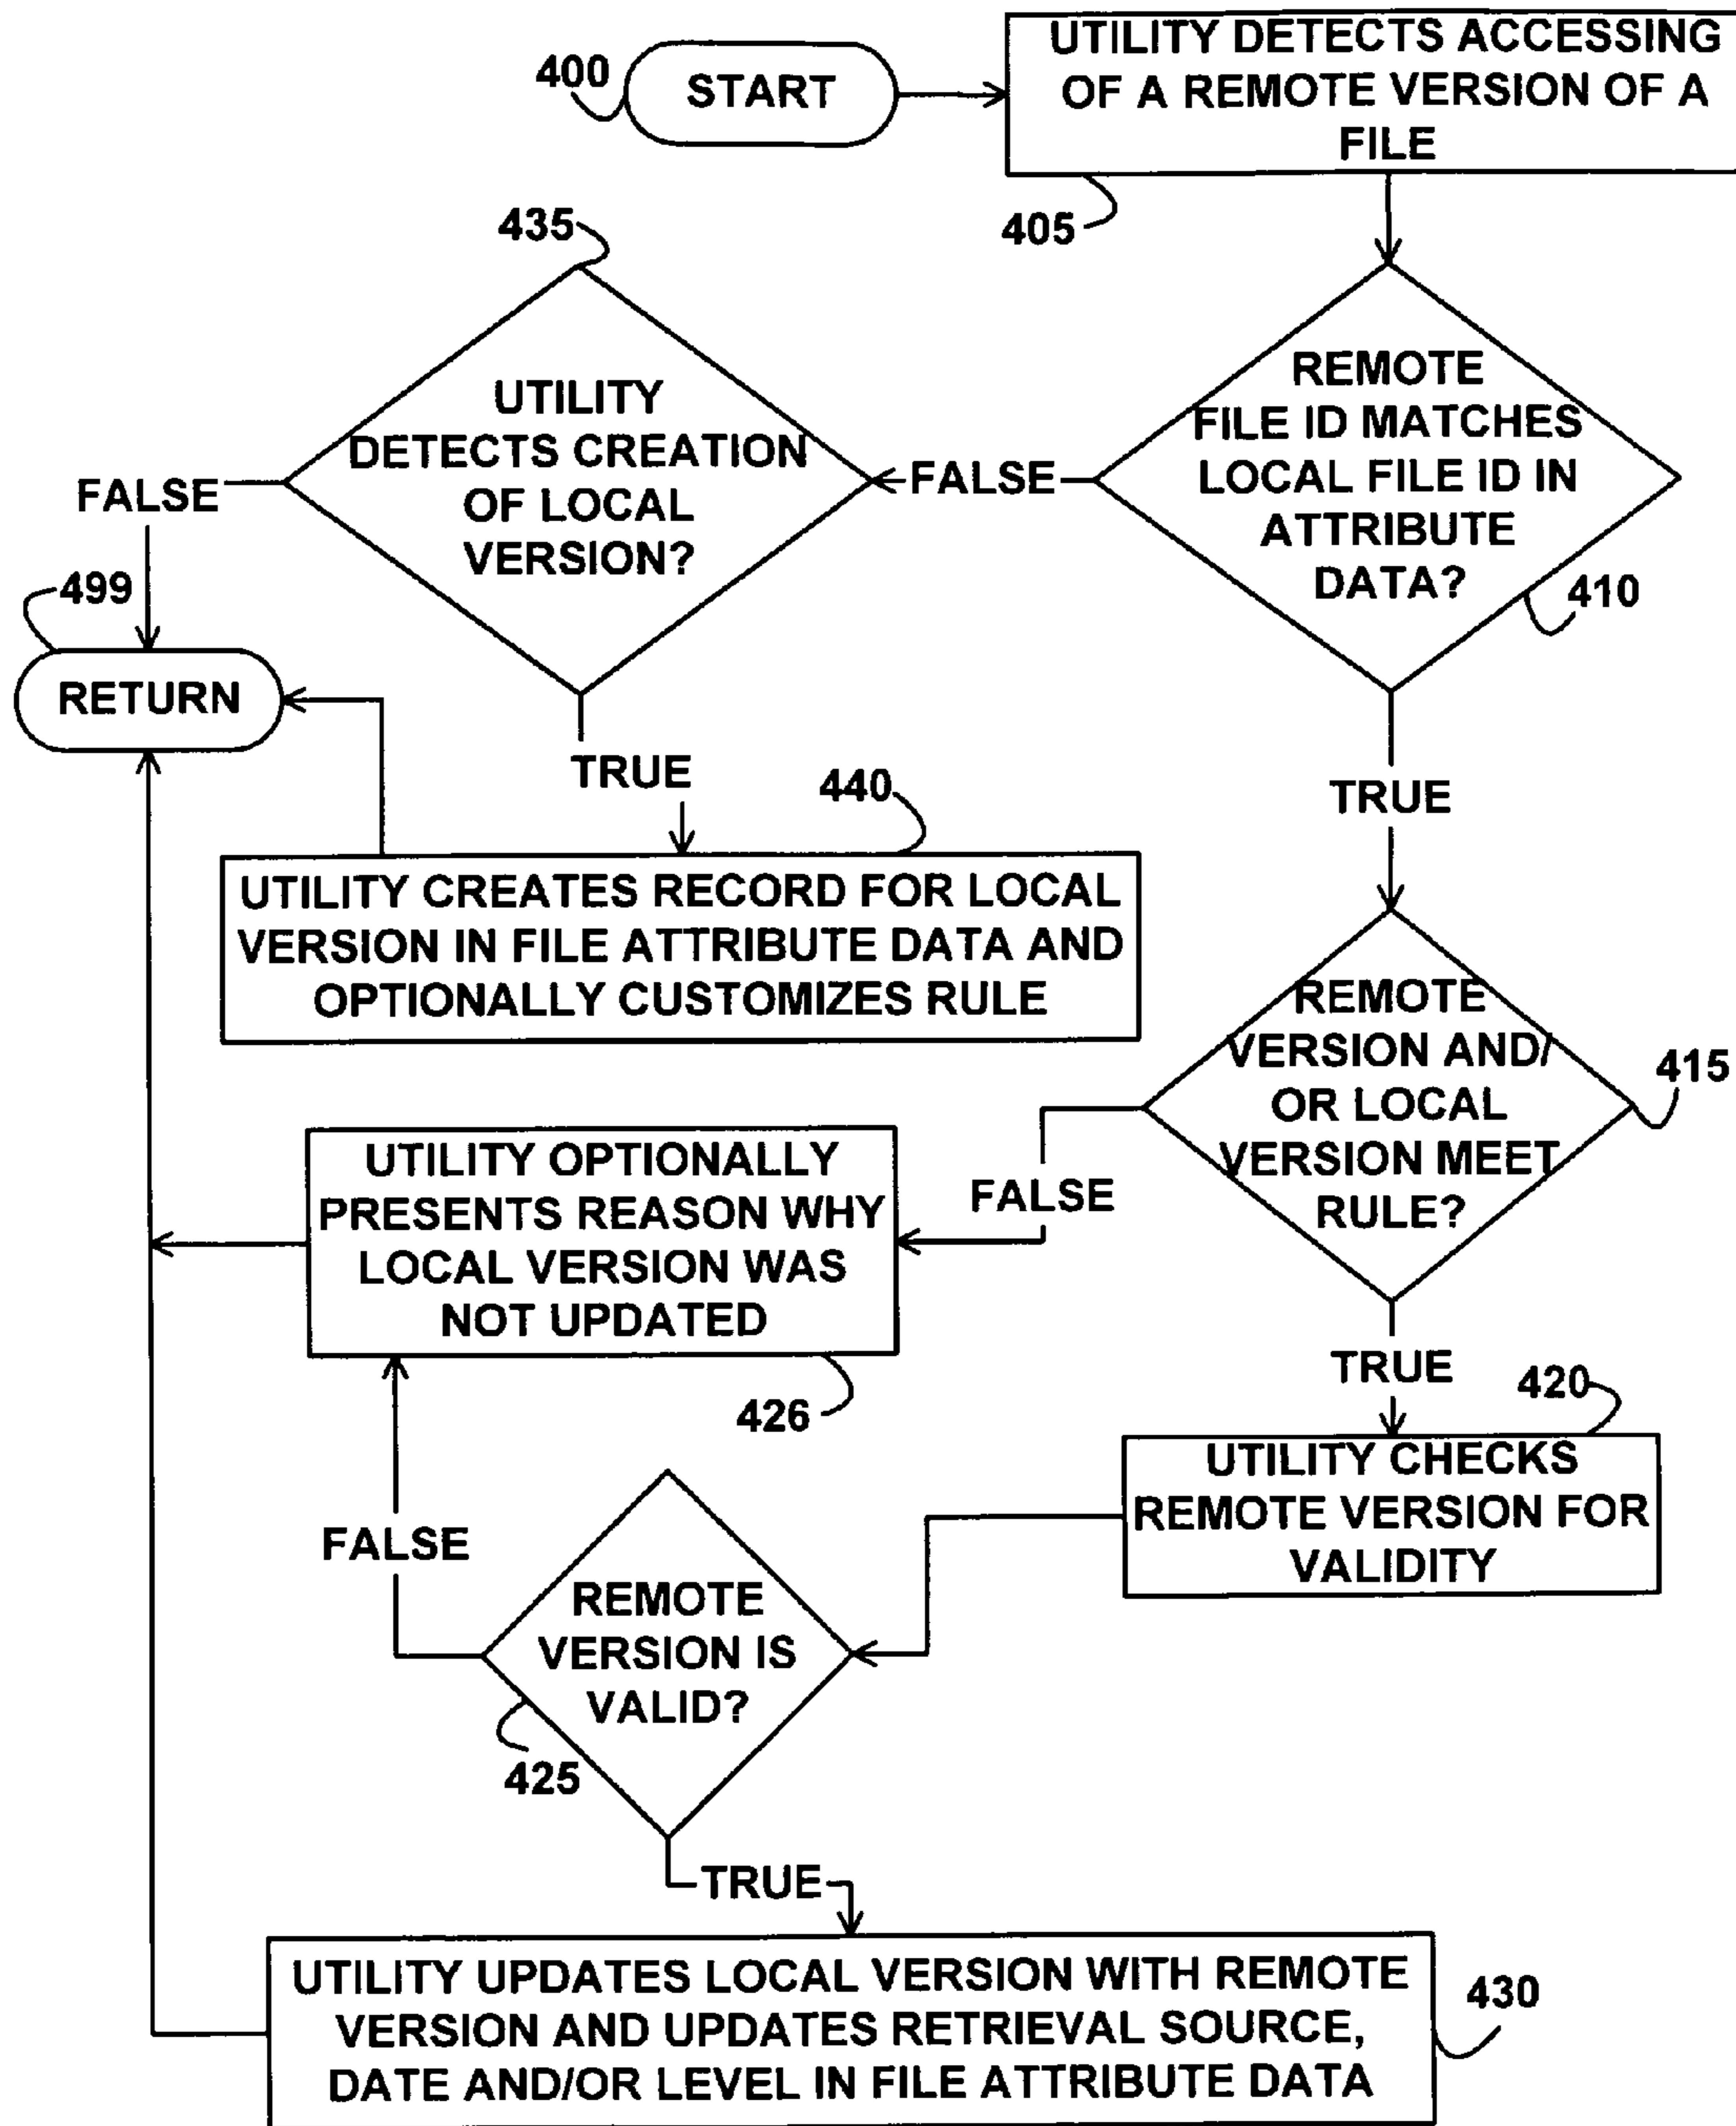 400
START
UTILITY DETECTS ACCESSING
OF A REMOTE VERSION OF A
FILE
405
435
UTILITY
DETECTS CREATION
OF LOCAL
VERSION?
FALSE
REMOTE
FILE ID MATCHES
LOCAL FILE ID IN
ATTRIBUTE
DATA?
410
FALSE
499
RETURN
TRUE
440
TRUE
UTILITY CREATES RECORD FOR LOCAL
VERSION IN FILE ATTRIBUTE DATA AND
OPTIONALLY CUSTOMIZES RULE
REMOTE
VERSION AND/
OR LOCAL
VERSION MEET
RULE?
415
UTILITY OPTIONALLY
PRESENTS REASON WHY
LOCAL VERSION WAS
NOT UPDATED
FALSE
426
TRUE
420
UTILITY CHECKS
REMOTE VERSION FOR
VALIDITY
FALSE
REMOTE
VERSION IS
VALID?
425
TRUE
UTILITY UPDATES LOCAL VERSION WITH REMOTE
VERSION AND UPDATES RETRIEVAL SOURCE,
DATE AND/OR LEVEL IN FILE ATTRIBUTE DATA
430